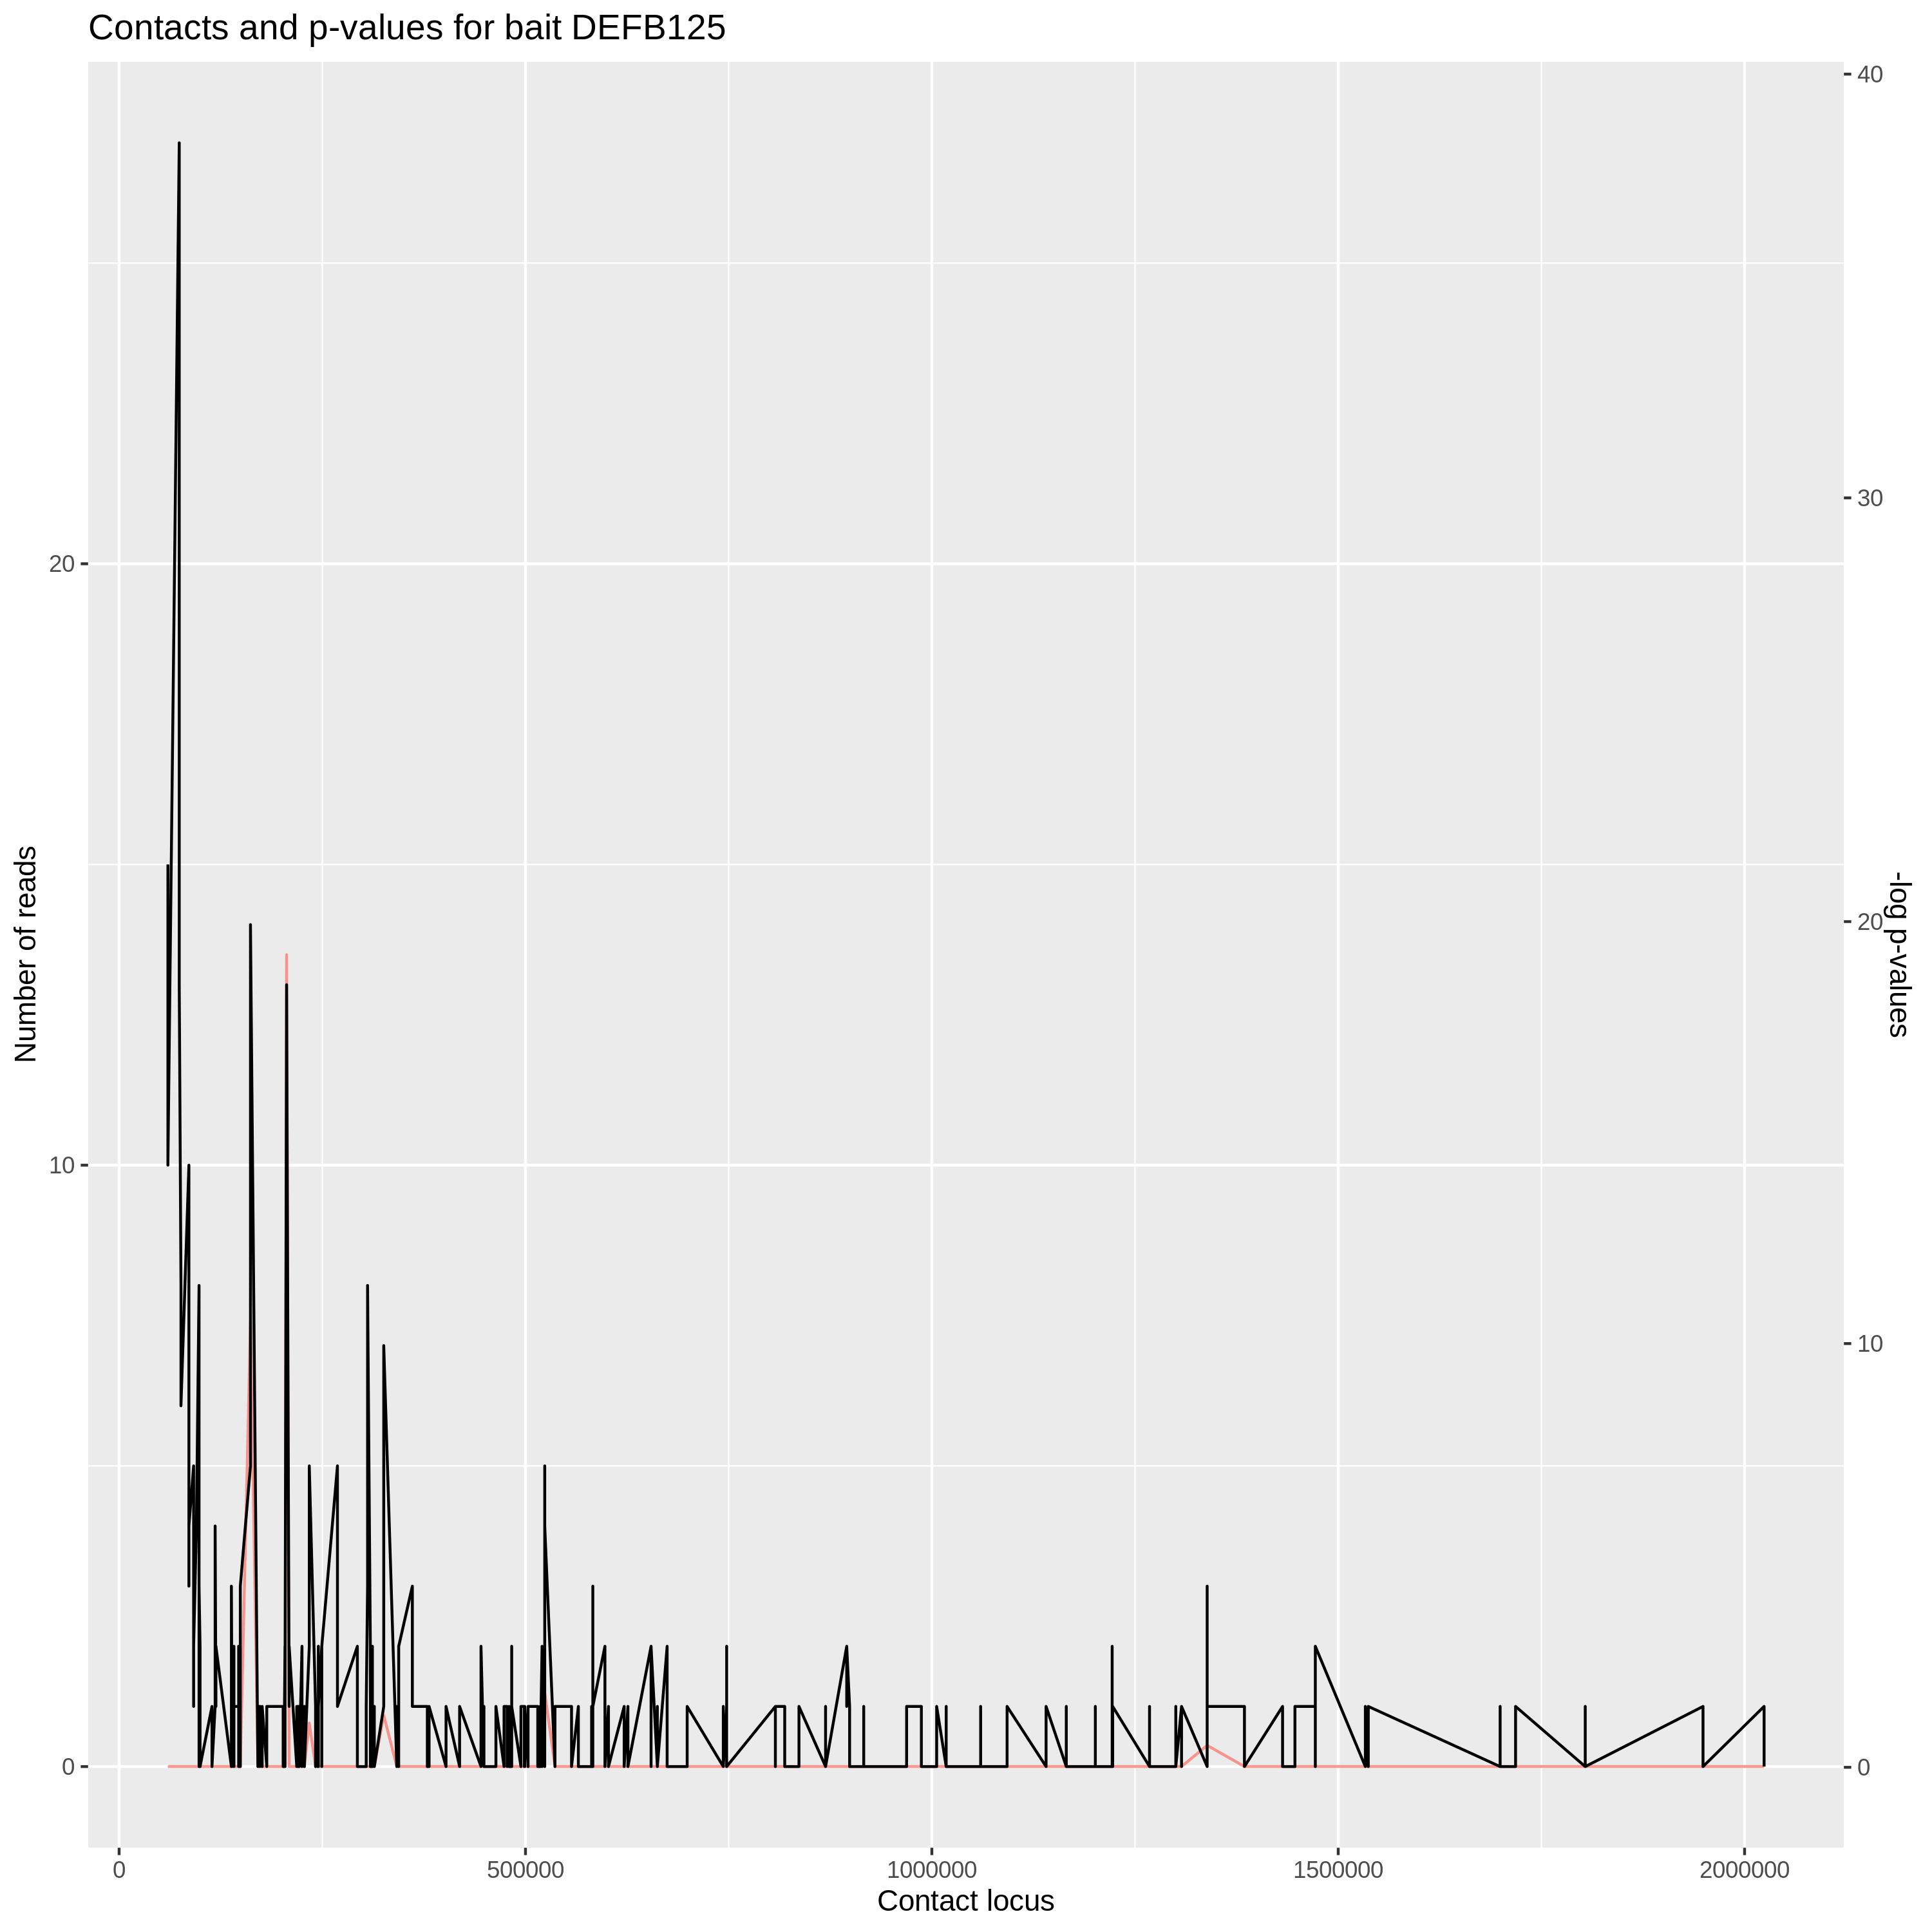 Contacts and p-values for bait DEFB125
40
30
20
20
10
10
0
0
Number of reads
-log p-values
0 500000 1000000 1500000 2000000
Contact locus